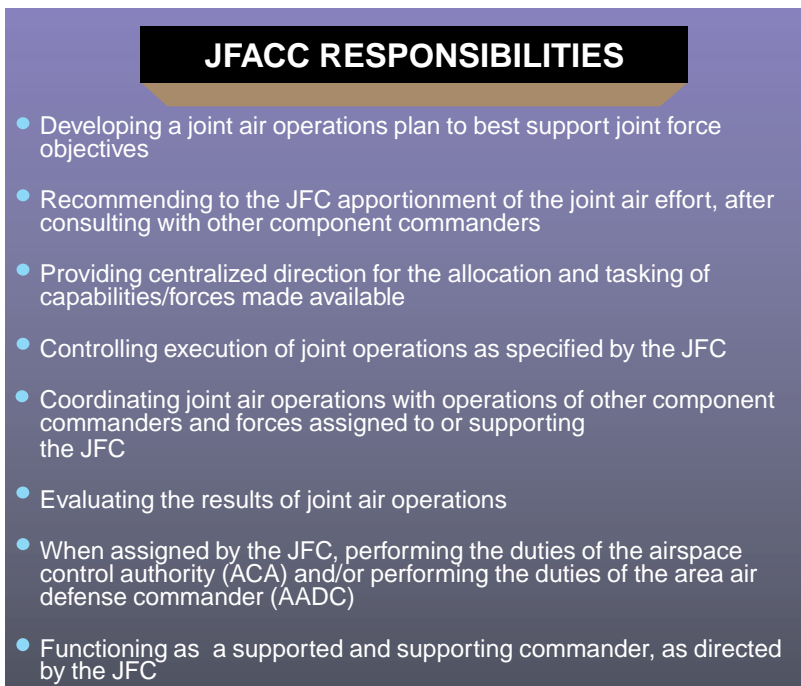 JFACC RESPONSIBILITIES
• Developing a joint air operations plan to best support joint force
objectives
• Recommending to the JFC apportionment of the joint air effort, after
consulting with other component commanders
• Providing centralized direction for the allocation and tasking of
capabilities/forces made available
• Controlling execution of joint operations as specified by the JFC
• Coordinating joint air operations with operations of other component
commanders and forces assigned to or supporting
the JFC
• Evaluating the results of joint air operations
• When assigned by the JFC, performing the duties of the airspace
control authority (ACA) and/or performing the duties of the area air
defense commander (AADC)
• Functioning as  a supported and supporting commander, as directed
by the JFC